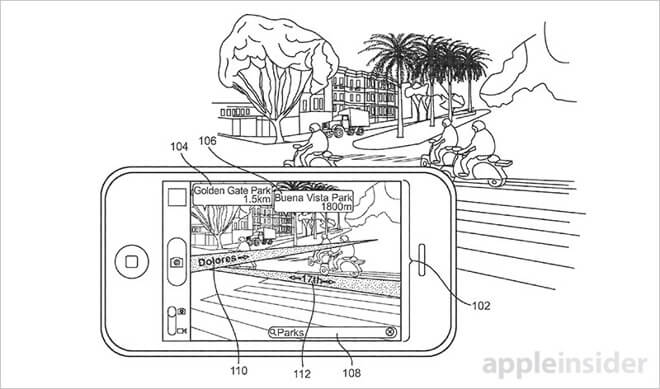 106
104
Golden Gate Park
1.5km
Buena Vista Park
1800m
Dolores →
← 17th →
Parks
102
110
112
108
appleinsider